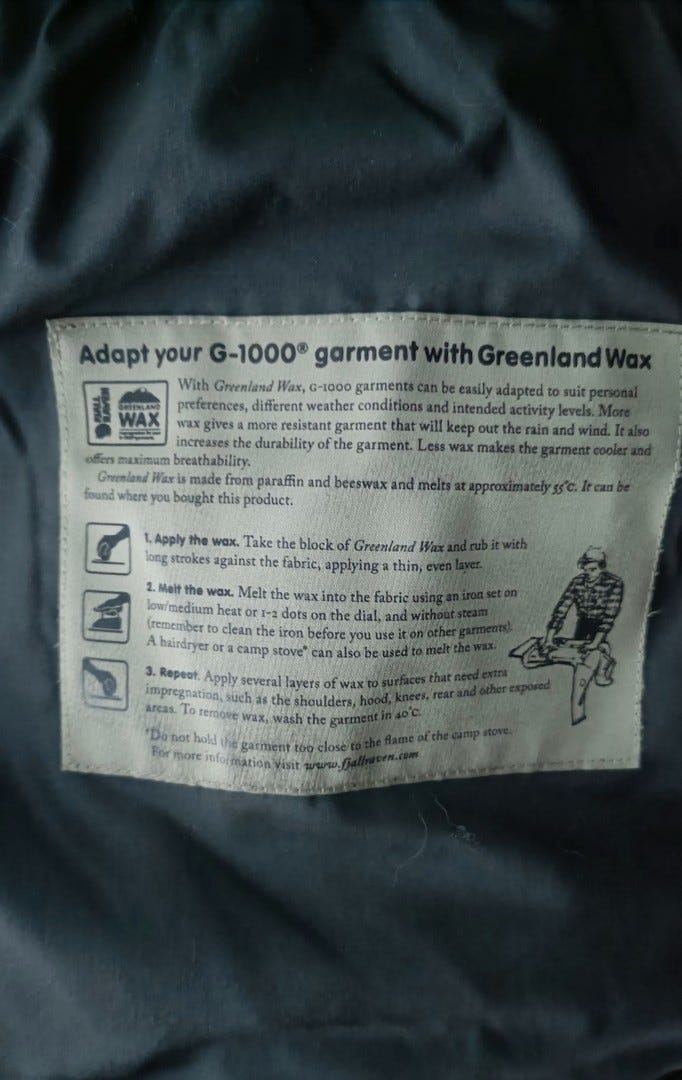 Adapt your G-1000® garment with Greenland Wax
FJÄLL
RÄVEN
GREENLAND
WAX
With Greenland Wax, G-1000 garments can be easily adapted to suit personal
preferences, different weather conditions and intended activity levels. More
wax gives a more resistant garment that will keep out the rain and wind. It also
increases the durability of the garment. Less wax makes the garment cooler and
offers maximum breathability.
Greenland Wax is made from paraffin and beeswax and melts at approximately 55°C. It can be
found where you bought this product.
1. Apply the wax. Take the block of Greenland Wax and rub it with
long strokes against the fabric, applying a thin, even layer.
2. Melt the wax. Melt the wax into the fabric using an iron set on
low/medium heat or 1-2 dots on the dial, and without steam
(remember to clean the iron before you use it on other garments).
A hairdryer or a camp stove* can also be used to melt the wax.
3. Repeat. Apply several layers of wax to surfaces that need extra
impregnation, such as the shoulders, hood, knees, rear and other exposed
areas. To remove wax, wash the garment in 40°C.
*Do not hold the garment too close to the flame of the camp stove.
For more information visit www.fjallraven.com